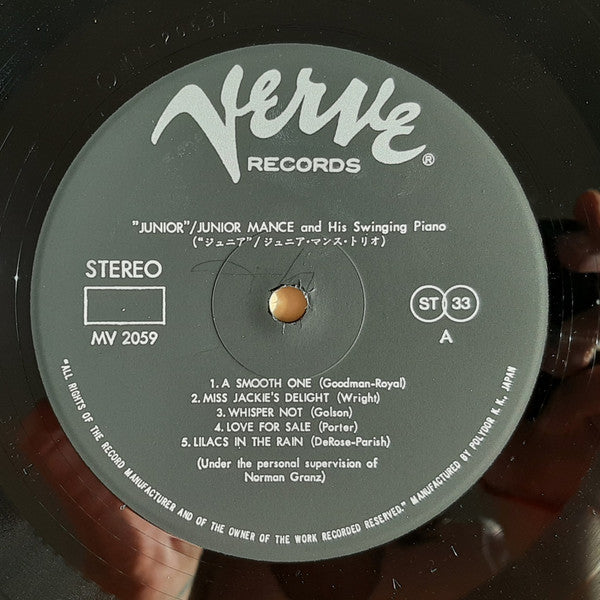 Verve
RECORDS ®
"JUNIOR"/JUNIOR MANCE and His Swinging Piano
("ジュニア"/ジュニア・マンス・トリオ)
STEREO
MV 2059
ST 33
A
1. A SMOOTH ONE (Goodman-Royal)
2. MISS JACKIE'S DELIGHT (Wright)
3. WHISPER NOT (Golson)
4. LOVE FOR SALE (Porter)
5. LILACS IN THE RAIN (DeRose-Parish)
(Under the personal supervision of
Norman Granz)
"ALL RIGHTS OF THE RECORD MANUFACTURER AND OF THE OWNER OF THE WORK RECORDED RESERVED." MANUFACTURED BY POLYDOR K. K., JAPAN